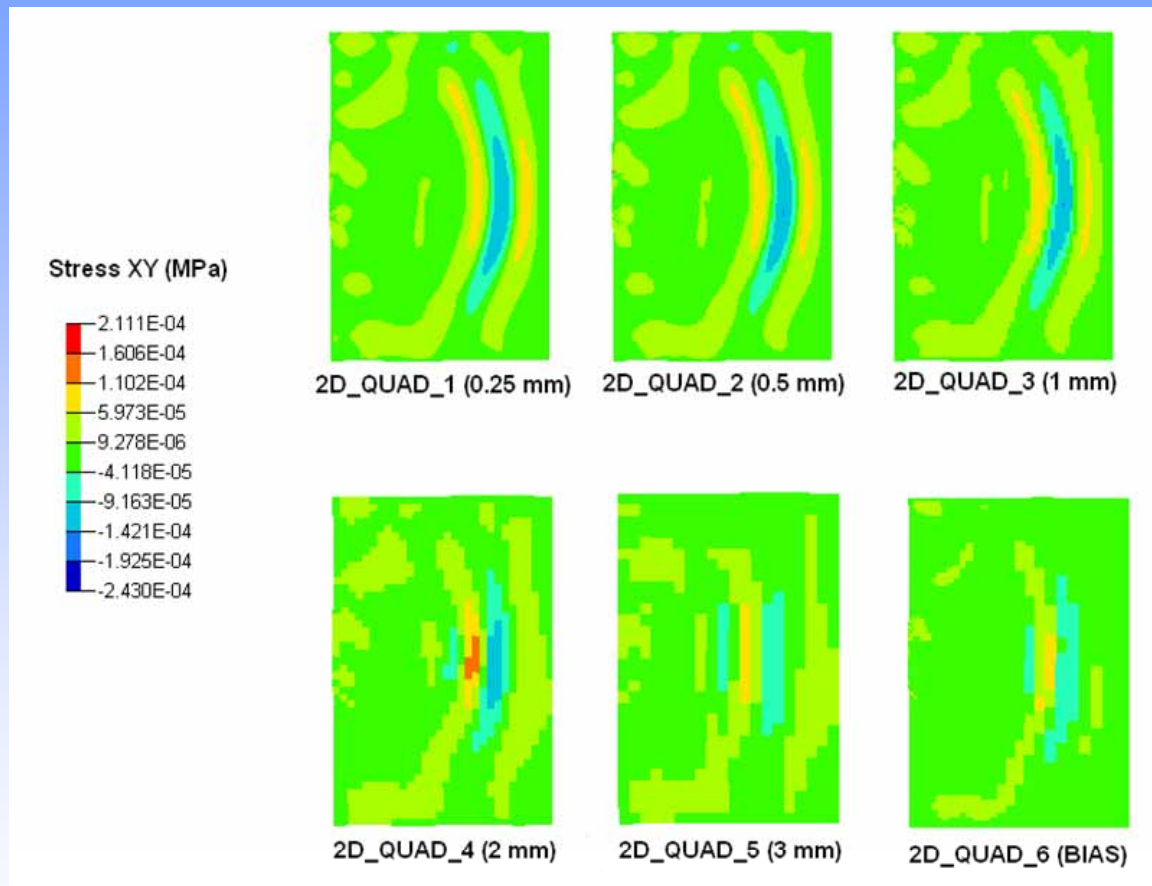 2D_QUAD_1 (0.25 mm)
2D_QUAD_2 (0.5 mm)
2D_QUAD_3 (1 mm)
Stress XY (MPa)
2.111E-04
1.606E-04
1.102E-04
5.973E-05
9.278E-06
-4.118E-05
-9.163E-05
-1.421E-04
-1.925E-04
-2.430E-04
2D_QUAD_4 (2 mm)
2D_QUAD_5 (3 mm)
2D_QUAD_6 (BIAS)